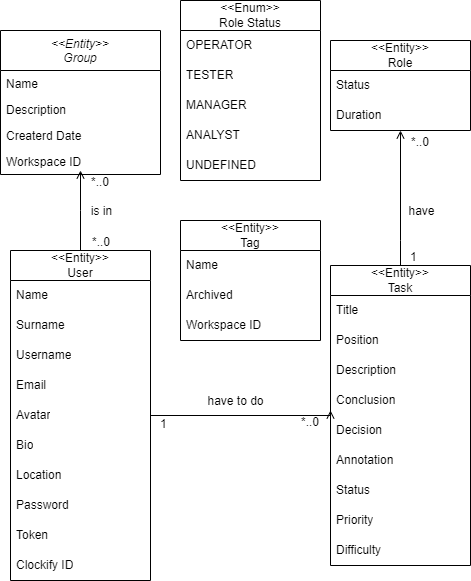 <<Enum>>
Role Status
OPERATOR
TESTER
MANAGER
ANALYST
UNDEFINED
<<Entity>>
Group
Name
Description
Createrd Date
Workspace ID
<<Entity>>
Role
Status
Duration
*..0
is in
*..0
*..0
have
1
<<Entity>>
Tag
Name
Archived
Workspace ID
<<Entity>>
User
Name
Surname
Username
Email
Avatar
Bio
Location
Password
Token
Clockify ID
have to do
1
*..0
<<Entity>>
Task
Title
Position
Description
Conclusion
Decision
Annotation
Status
Priority
Difficulty